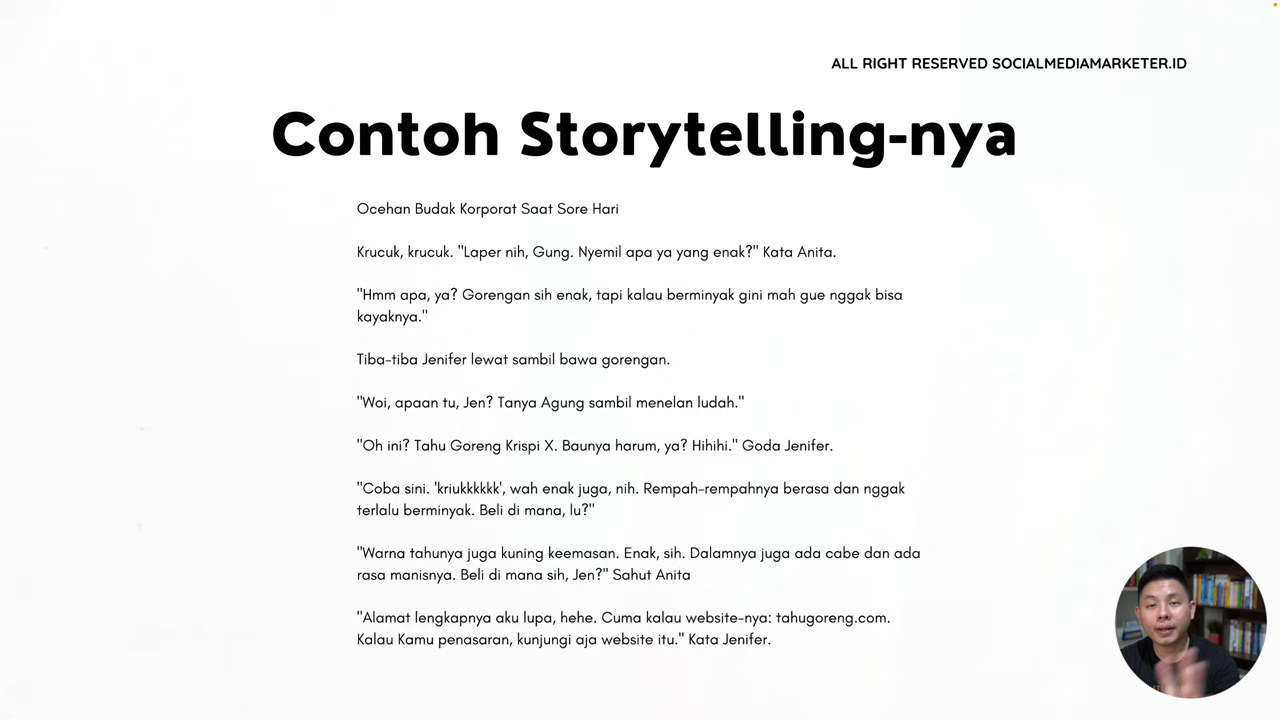 ALL RIGHT RESERVED SOCIALMEDIAMARKETER.ID
Contoh Storytelling-nya
Ocehan Budak Korporat Saat Sore Hari
Krucuk, krucuk. "Laper nih, Gung. Nyemil apa ya yang enak?" Kata Anita.
"Hmm apa, ya? Gorengan sih enak, tapi kalau berminyak gini mah gue nggak bisa
kayaknya."
Tiba-tiba Jenifer lewat sambil bawa gorengan.
"Woi, apaan tu, Jen? Tanya Agung sambil menelan ludah."
"Oh ini? Tahu Goreng Krispi X. Baunya harum, ya? Hihihi." Goda Jenifer.
"Coba sini. 'kriukkkkkk', wah enak juga, nih. Rempah-rempahnya berasa dan nggak
terlalu berminyak. Beli di mana, lu?"
"Warna tahunya juga kuning keemasan. Enak, sih. Dalamnya juga ada cabe dan ada
rasa manisnya. Beli di mana sih, Jen?" Sahut Anita
"Alamat lengkapnya aku lupa, hehe. Cuma kalau website-nya: tahugoreng.com.
Kalau Kamu penasaran, kunjungi aja website itu." Kata Jenifer.